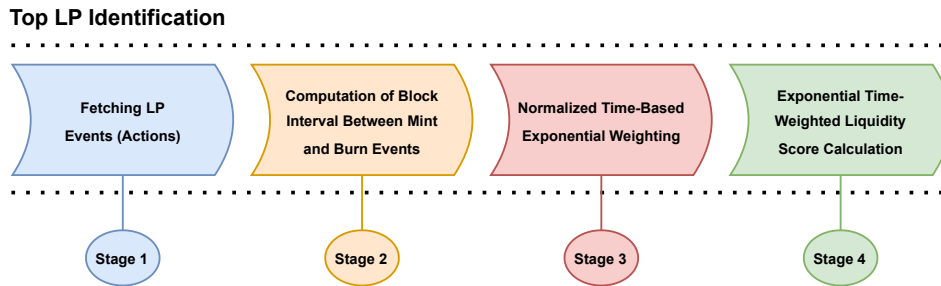 Top LP Identification
Fetching LP
Events (Actions)
Computation of Block
Interval Between Mint
and Burn Events
Normalized Time-Based
Exponential Weighting
Exponential Time-
Weighted Liquidity
Score Calculation
Stage 1
Stage 2
Stage 3
Stage 4